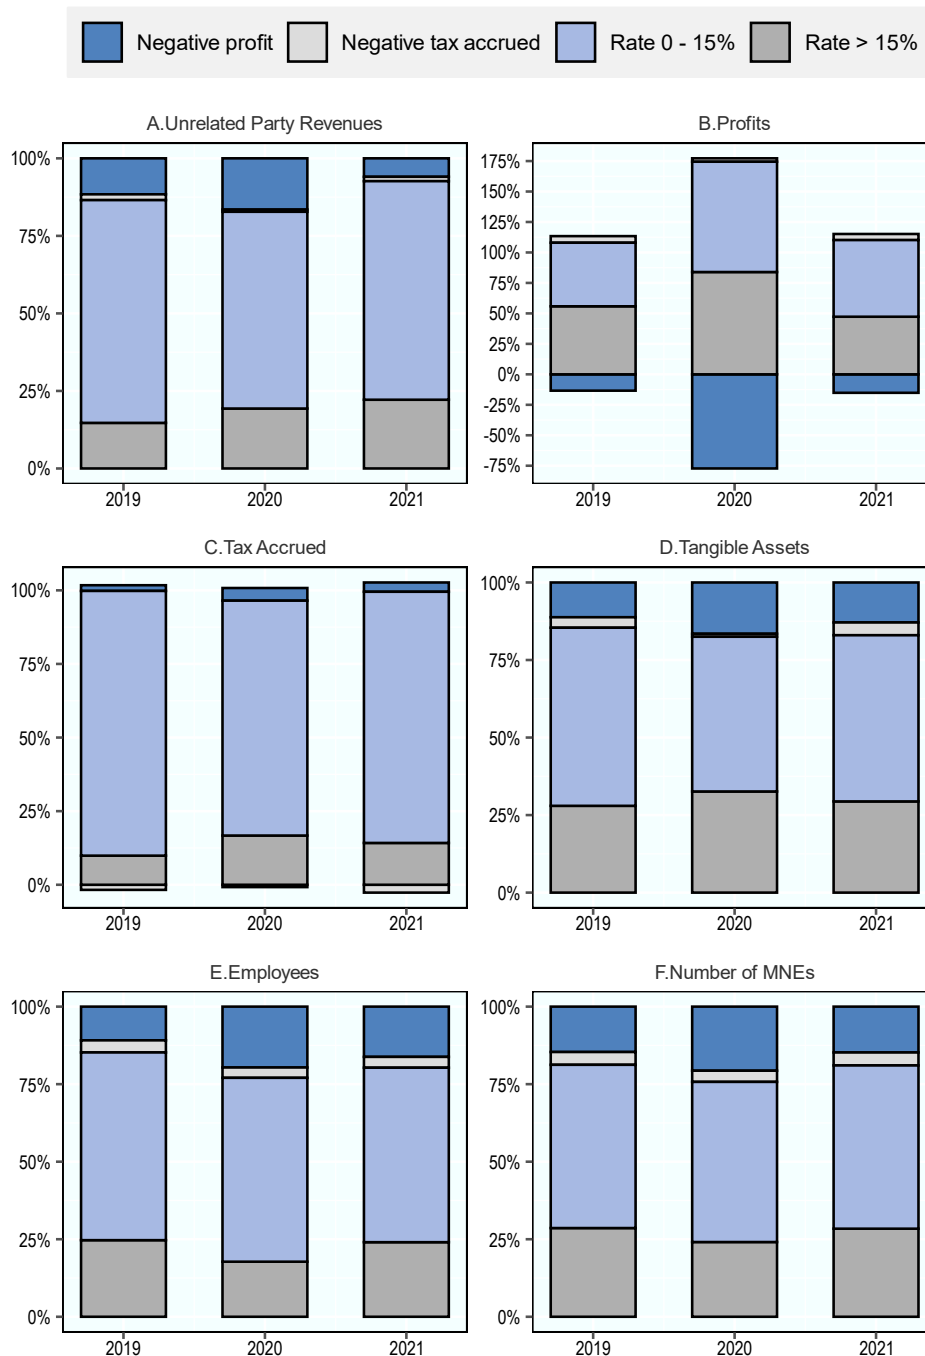 Negative profit Negative tax accrued Rate 0 - 15% Rate > 15%
A.Unrelated Party Revenues
100%
75%
50%
25%
0%
2019 2020 2021
B.Profits
175%
150%
125%
100%
75%
50%
25%
0%
-25%
-50%
-75%
2019 2020 2021
C.Tax Accrued
100%
75%
50%
25%
0%
2019 2020 2021
D.Tangible Assets
100%
75%
50%
25%
0%
2019 2020 2021
E.Employees
100%
75%
50%
25%
0%
2019 2020 2021
F.Number of MNEs
100%
75%
50%
25%
0%
2019 2020 2021